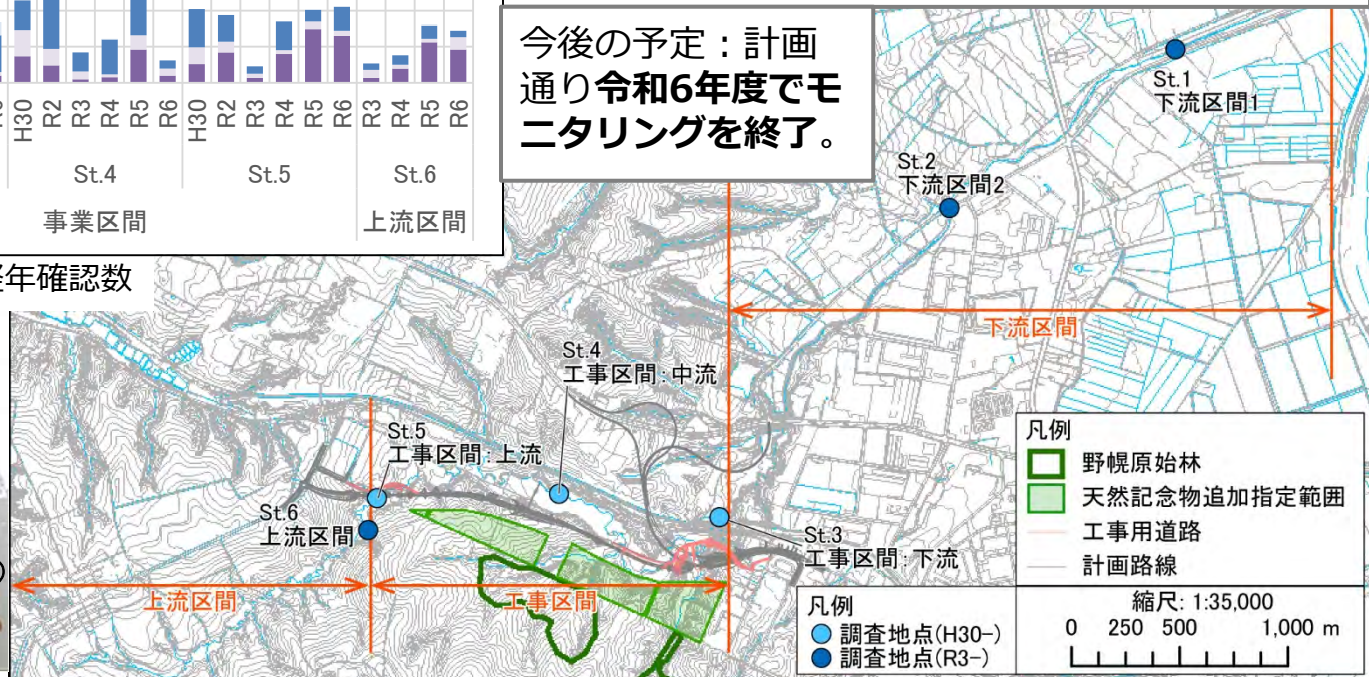 H30
R2
R3
R4
R5
R6
H30
R2
R3
R4
R5
R6
R3
R4
R5
R6
St.4
St.5
St.6
事業区間
上流区間
年確認数
今後の予定：計画
通り令和6年度でモ
ニタリングを終了。
St.1
下流区間1
St.2
下流区間2
下流区間
St.4
工事区間:中流
St.5
工事区間:上流
St.6
上流区間
St.3
工事区間:下流
上流区間
工事区間
の
凡例
野幌原始林
天然記念物追加指定範囲
工事用道路
計画路線
凡例
調査地点(H30-)
調査地点(R3-)
縮尺: 1:35,000
0 250 500 1,000 m